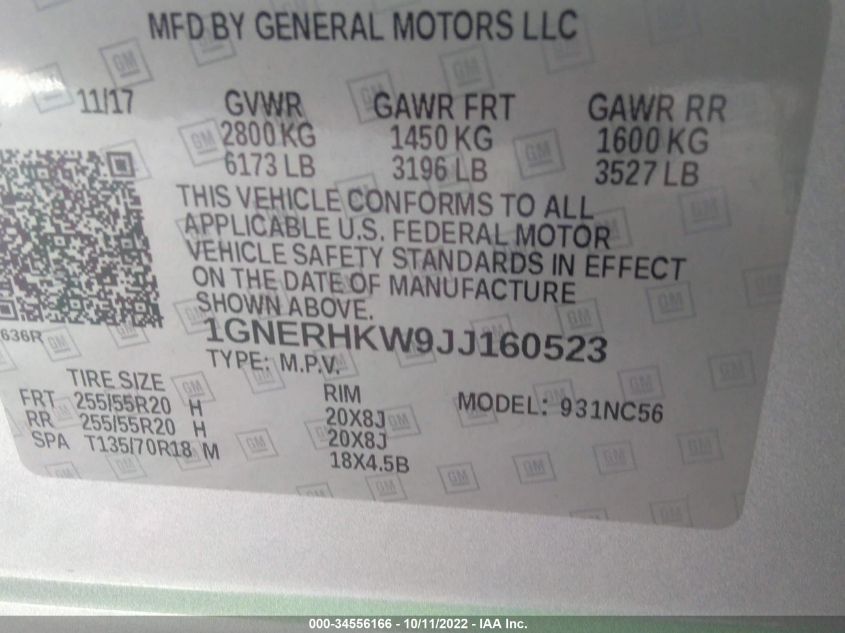 MFD BY GENERAL MOTORS LLC
11/17 GVWR GAWR FRT GAWR RR
2800 KG 1450 KG 1600 KG
6173 LB 3196 LB 3527 LB
THIS VEHICLE CONFORMS TO ALL
APPLICABLE U.S. FEDERAL MOTOR
VEHICLE SAFETY STANDARDS IN EFFECT
ON THE DATE OF MANUFACTURE
SHOWN ABOVE.
636R
1GNERHKW9JJ160523
TYPE: M.P.V.
TIRE SIZE RIM MODEL: 931NC56
FRT 255/55R20 H 20X8J
RR 255/55R20 H 20X8J
SPA T135/70R18 M 18X4.5B
000-34556166 - 10/11/2022 - IAA Inc.